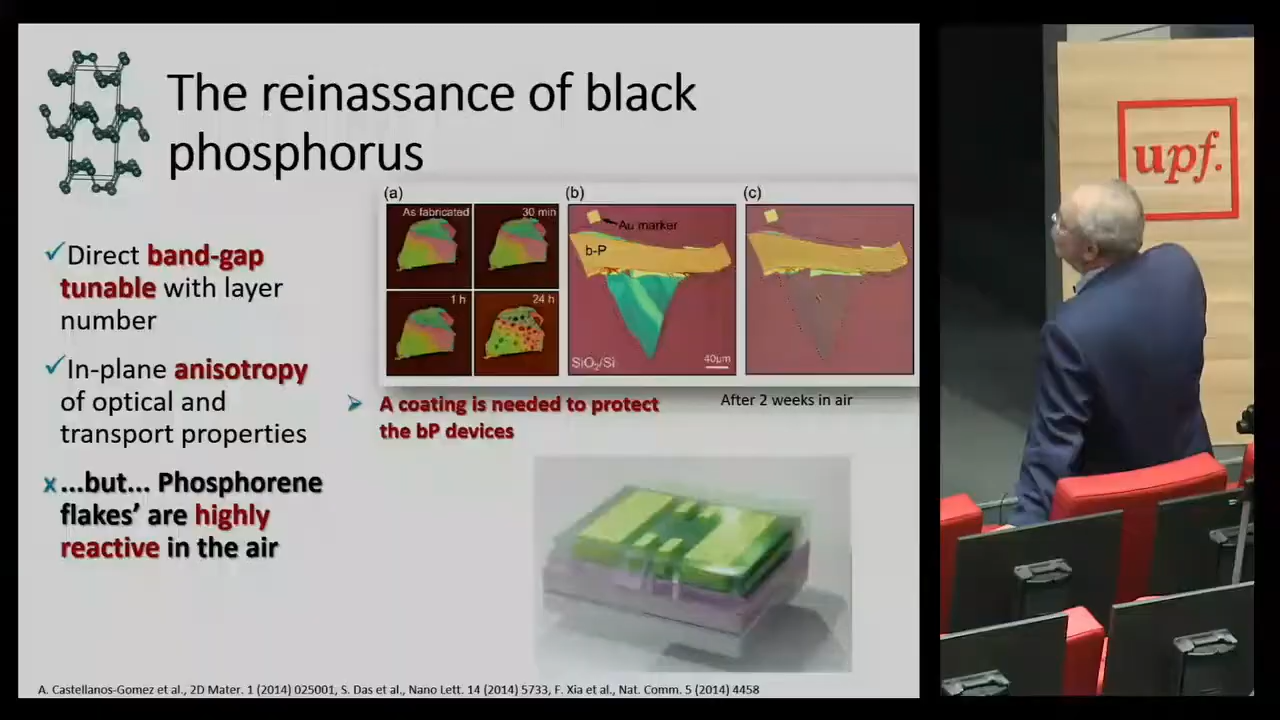 The reinassance of black
phosphorus
Direct band-gap
tunable with layer
number
In-plane anisotropy
of optical and
transport properties
x ...but... Phosphorene
flakes’ are highly
reactive in the air
(a)
As fabricated
30 min
1 h
24 h
(b)
Au marker
b-P
SiO₂/Si
40µm
(c)
A coating is needed to protect
the bP devices
After 2 weeks in air
A. Castellanos-Gomez et al., 2D Mater. 1 (2014) 025001, S. Das et al., Nano Lett. 14 (2014) 5733, F. Xia et al., Nat. Comm. 5 (2014) 4458
upf.